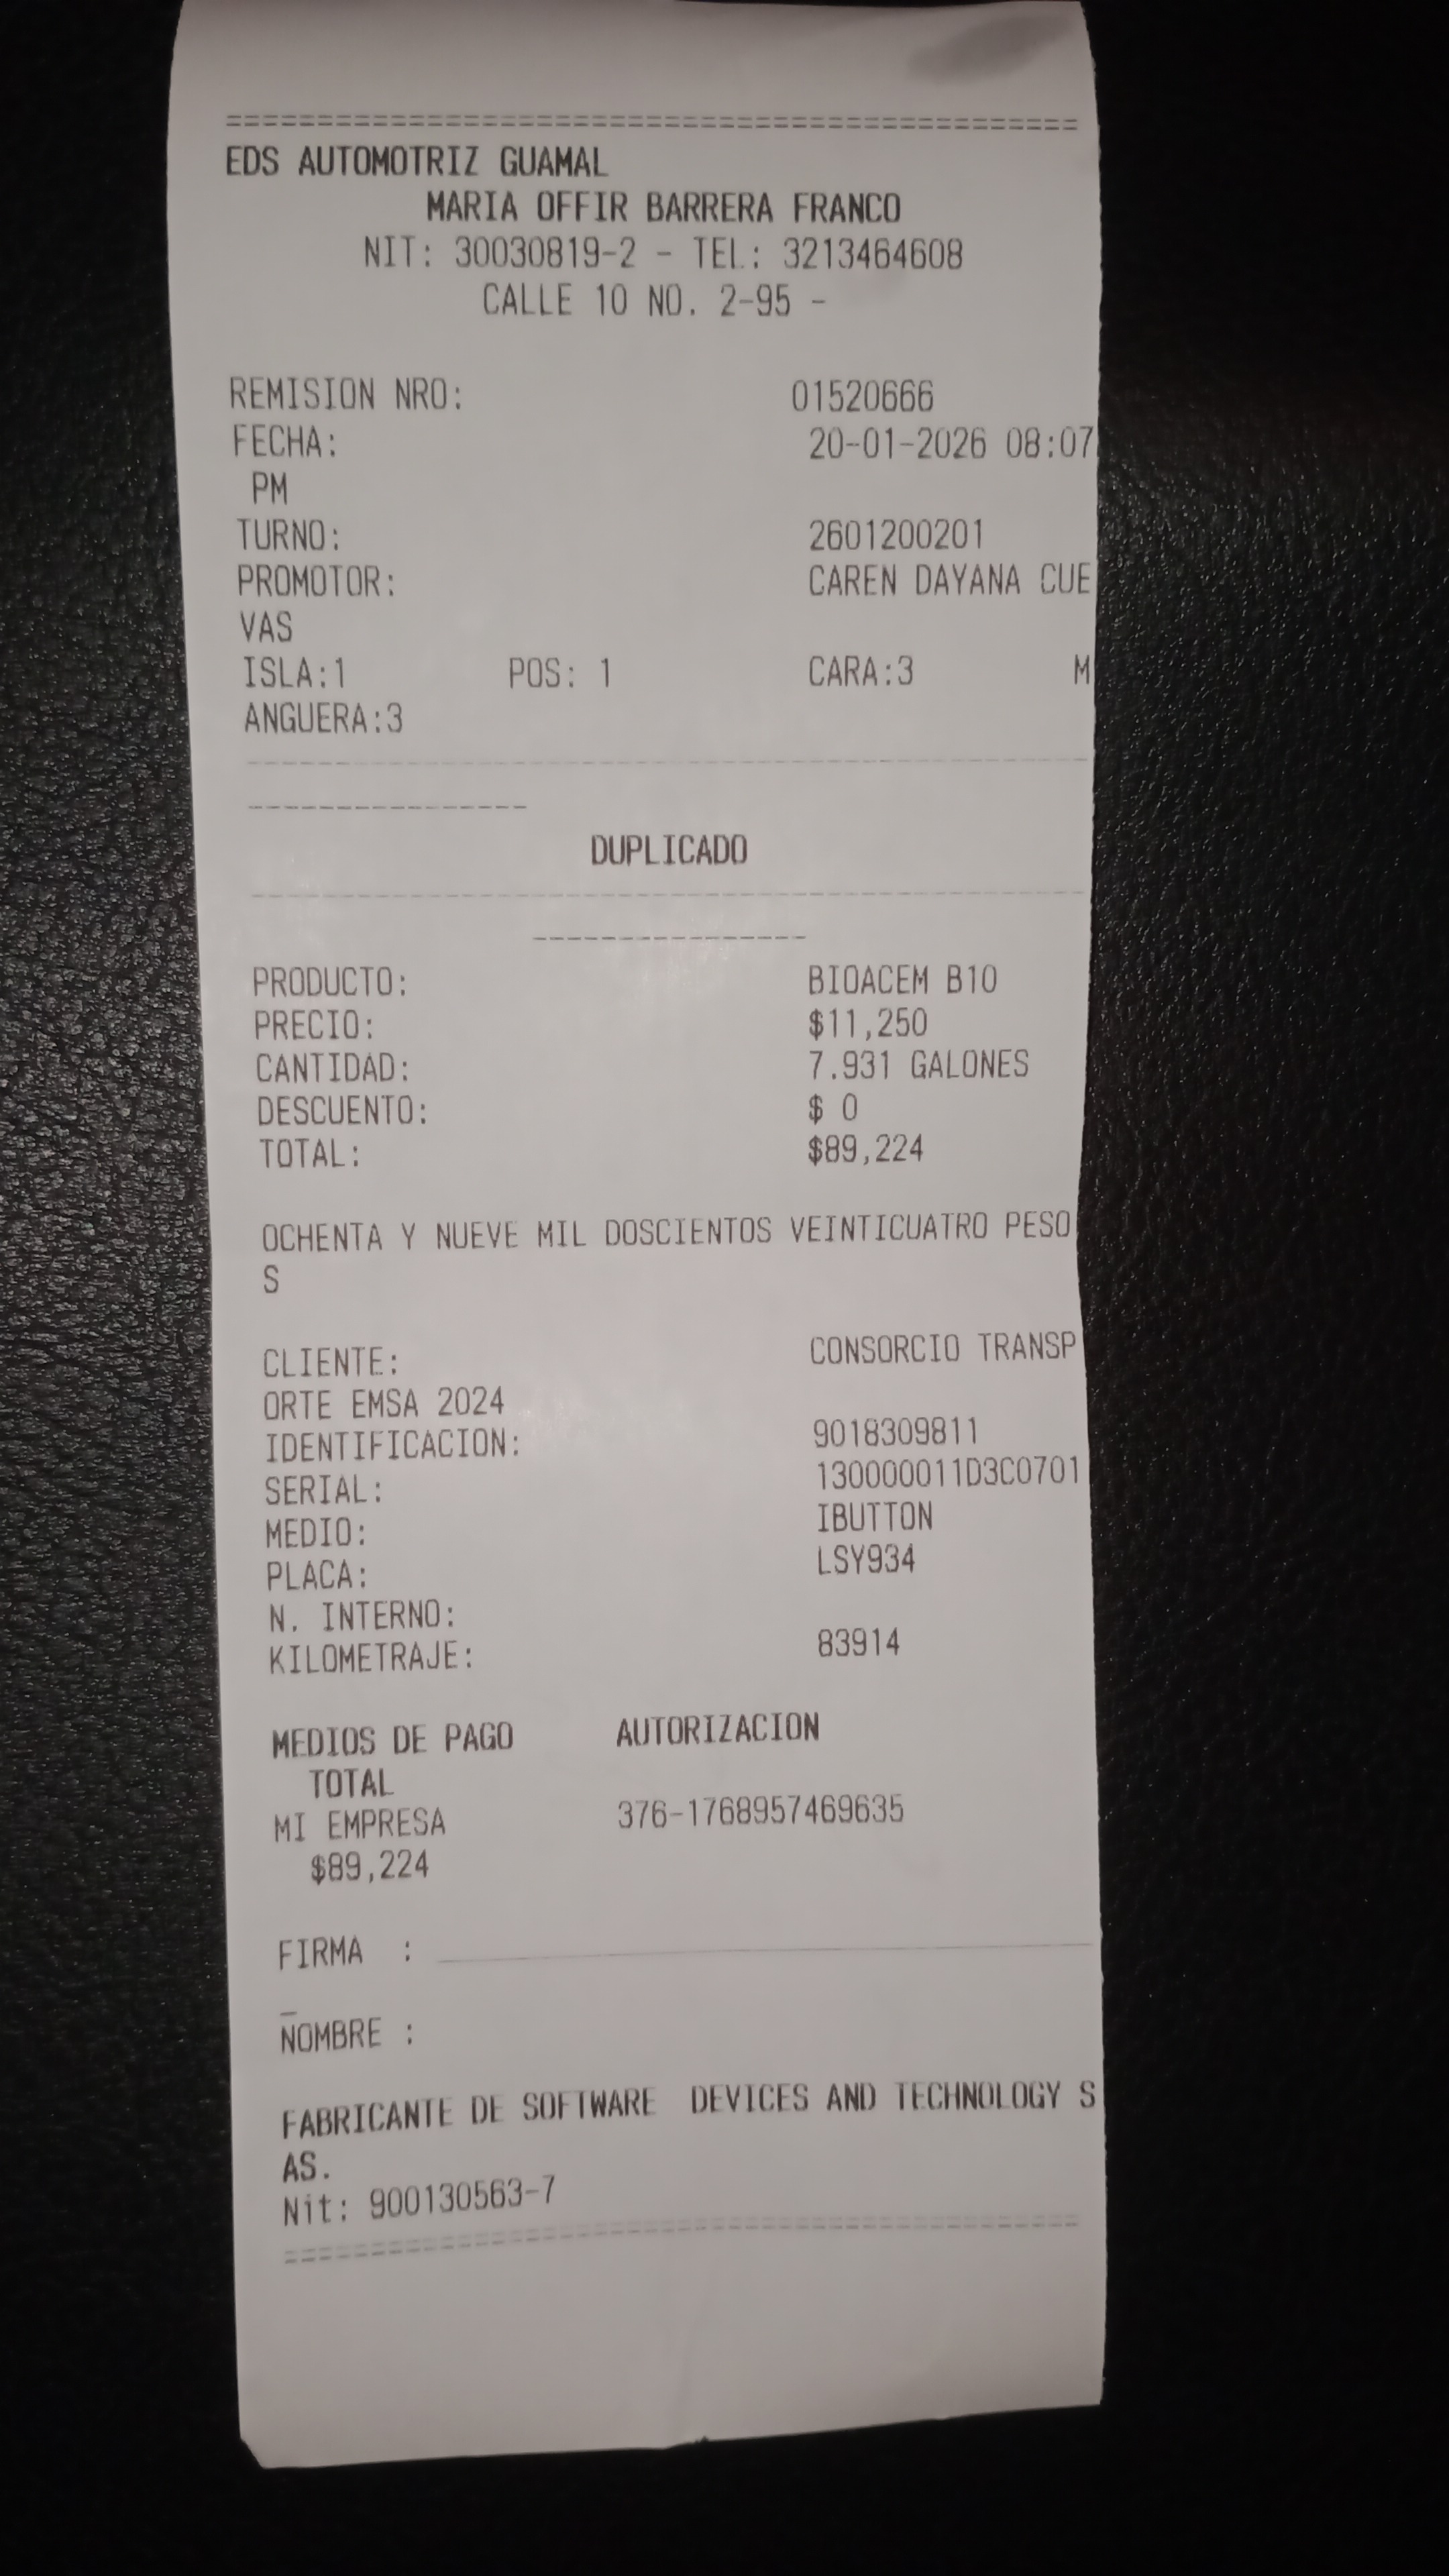 ===============================================
EDS AUTOMOTRIZ GUAMAL
MARIA OFFIR BARRERA FRANCO
NIT: 30030819-2 - TEL: 3213464608
CALLE 10 NO. 2-95 -
REMISION NRO: 01520666
FECHA: 20-01-2026 08:07
PM
TURNO: 2601200201
PROMOTOR: CAREN DAYANA CUE
VAS
ISLA:1 POS: 1 CARA:3 M
ANGUERA:3
------------------------------------------------
----------------
DUPLICADO
------------------------------------------------
----------------
PRODUCTO: BIOACEM B10
PRECIO: $11,250
CANTIDAD: 7.931 GALONES
DESCUENTO: $ 0
TOTAL: $89,224
OCHENTA Y NUEVE MIL DOSCIENTOS VEINTICUATRO PESO
S
CLIENTE: CONSORCIO TRANSP
ORTE EMSA 2024
IDENTIFICACION: 9018309811
SERIAL: 130000011D3C0701
MEDIO: IBUTTON
PLACA: LSY934
N. INTERNO:
KILOMETRAJE: 83914
MEDIOS DE PAGO AUTORIZACION
TOTAL
MI EMPRESA 376-1768957469635
$89,224
FIRMA : ______________________________________
_
NOMBRE :
FABRICANTE DE SOFTWARE DEVICES AND TECHNOLOGY S
AS.
Nit: 900130563-7
===============================================